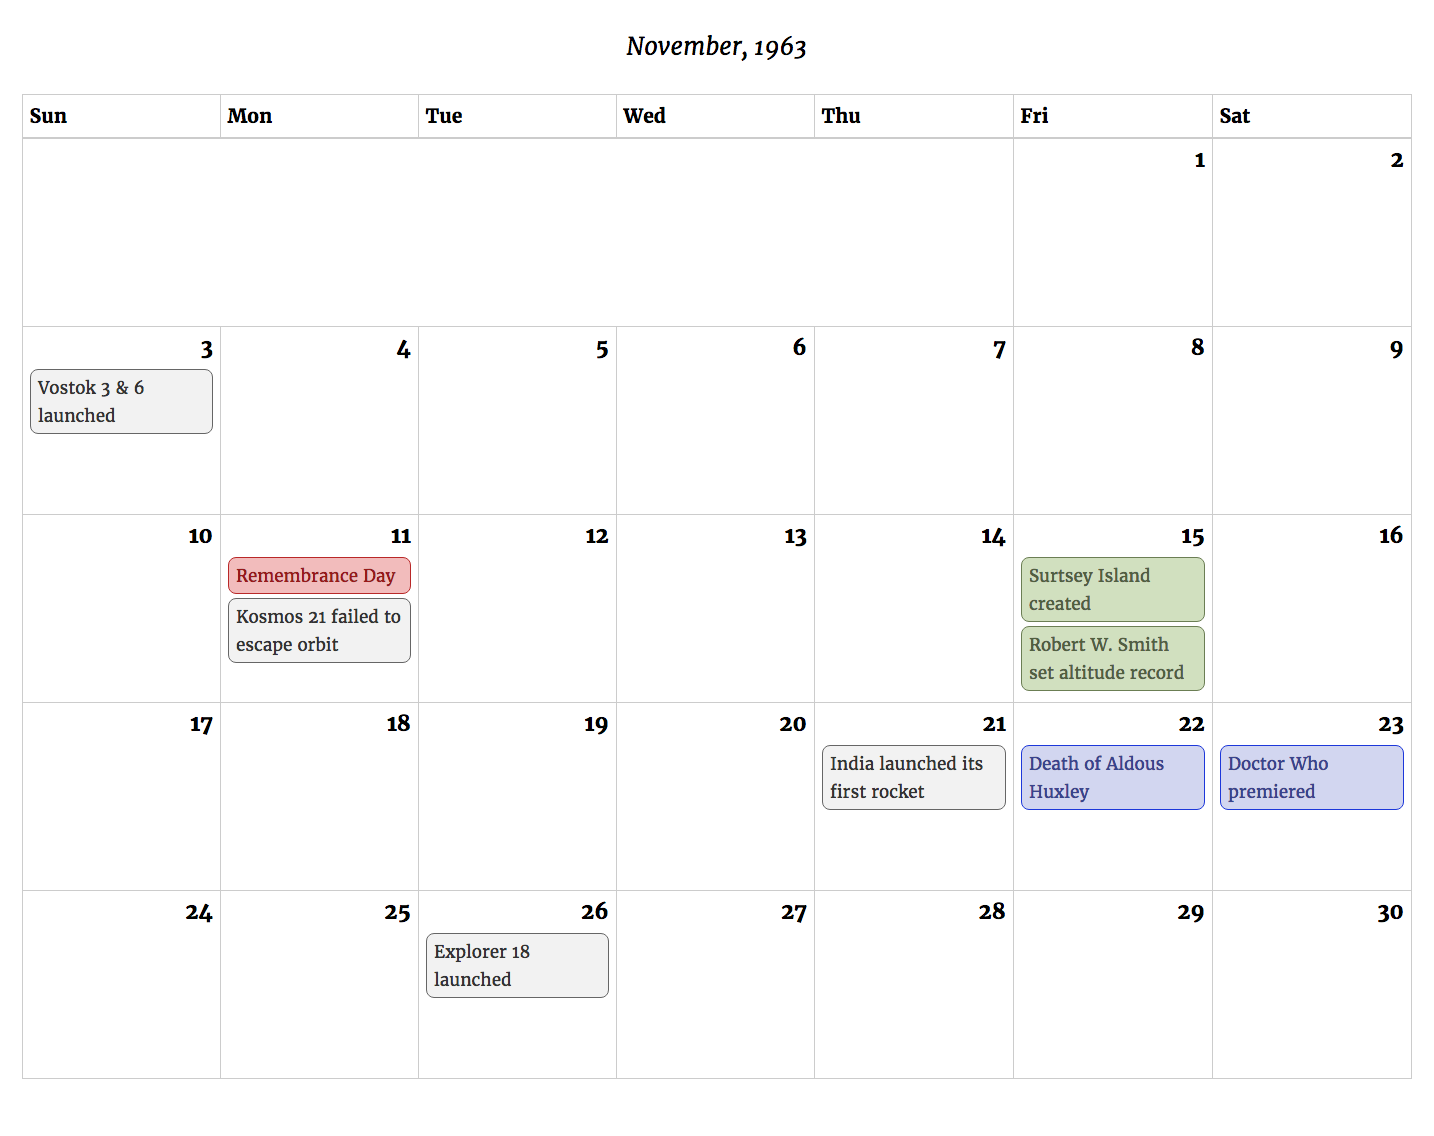 November, 1963
Sun Mon Tue Wed Thu Fri Sat
1 2
3 4 5 6 7 8 9
Vostok 3 & 6
launched
10 11 12 13 14 15 16
Remembrance Day
Kosmos 21 failed to
escape orbit
Surtsey Island
created
Robert W. Smith
set altitude record
17 18 19 20 21 22 23
India launched its
first rocket
Death of Aldous
Huxley
Doctor Who
premiered
24 25 26 27 28 29 30
Explorer 18
launched